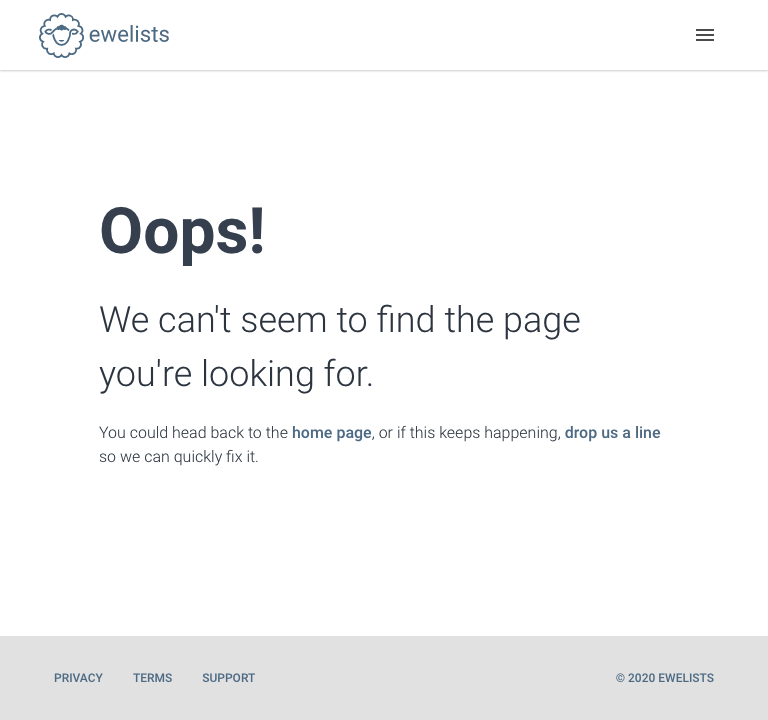 ewelists
Oops!
We can't seem to find the page
you're looking for.
You could head back to the home page, or if this keeps happening, drop us a line
so we can quickly fix it.
PRIVACY TERMS SUPPORT © 2020 EWELISTS